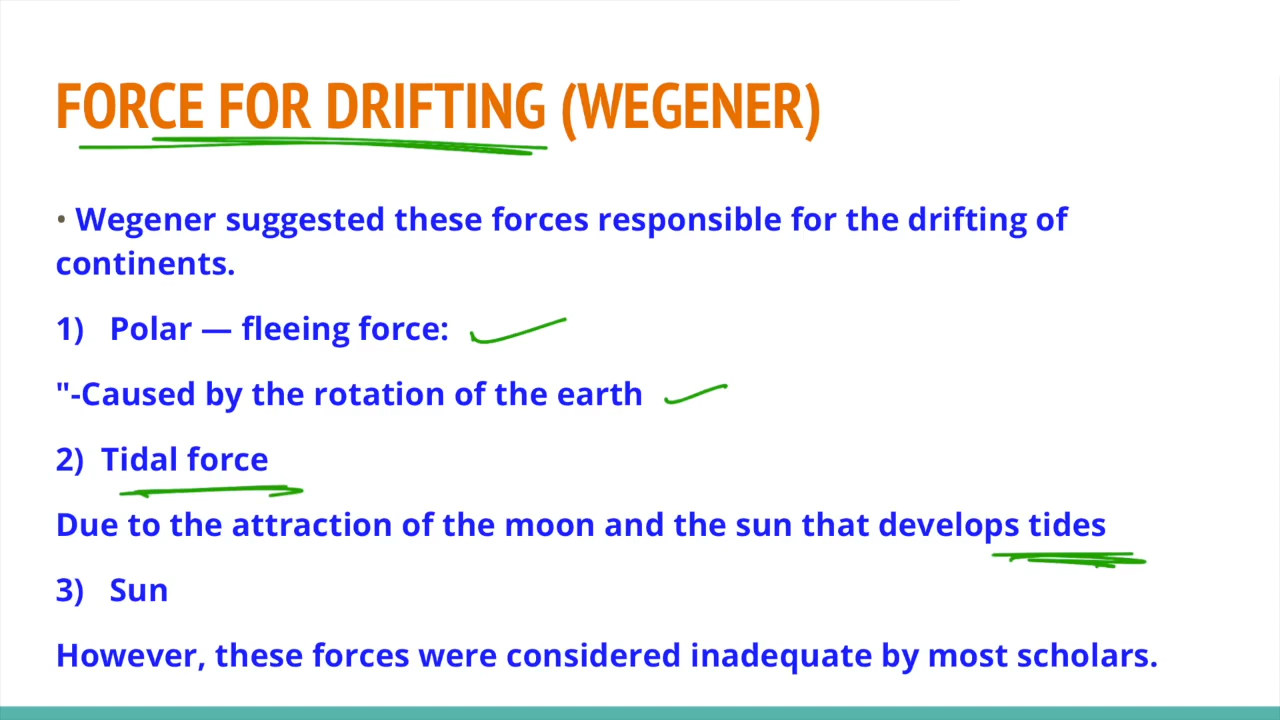 FORCE FOR DRIFTING (WEGENER)
• Wegener suggested these forces responsible for the drifting of
continents.
1) Polar — fleeing force:
"-Caused by the rotation of the earth
2) Tidal force
Due to the attraction of the moon and the sun that develops tides
3) Sun
However, these forces were considered inadequate by most scholars.